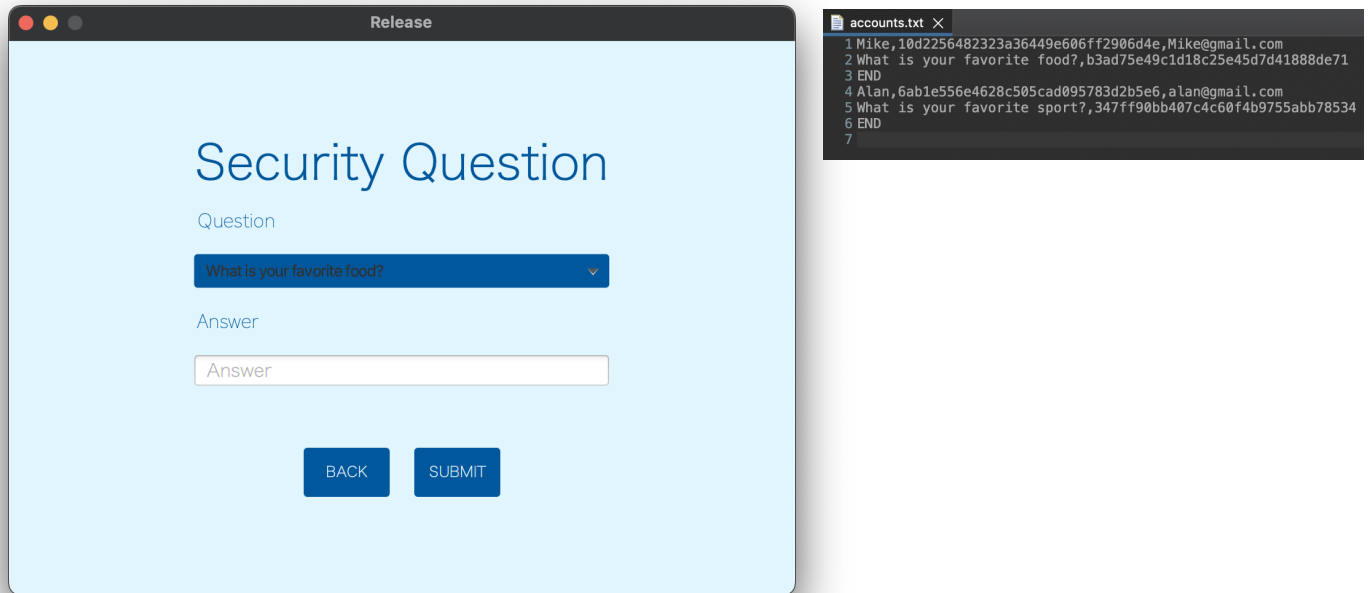 Release
Security Question
Question
What is your favorite food?
Answer
Answer
BACK
SUBMIT
accounts.txt
1 Mike,10d2256482323a36449e606ff2906d4e,Mike@gmail.com
2 What is your favorite food?,b3ad75e49c1d18c25e45d7d41888de71
3 END
4 Alan,6ab1e556e4628c505cad095783d2b5e6,alan@gmail.com
5 What is your favorite sport?,347ff90bb407c4c60f4b9755abb78534
6 END
7